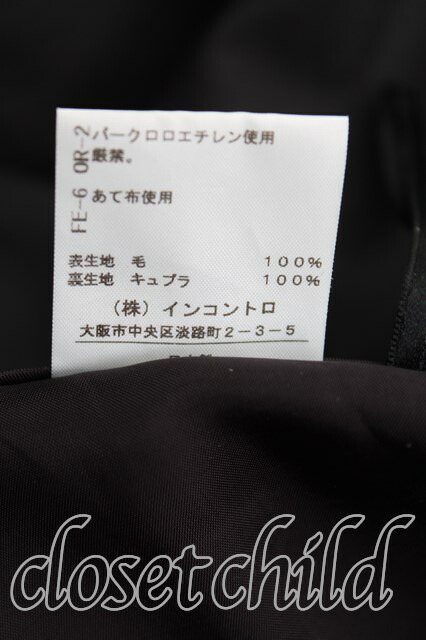 パークロロエチレン使用
厳禁。
あて布使用
FE-6 OR-2
表生地 毛 100%
裏生地 キュプラ 100%
(株)インコントロ
大阪市中央区淡路町2-3-5
closet child